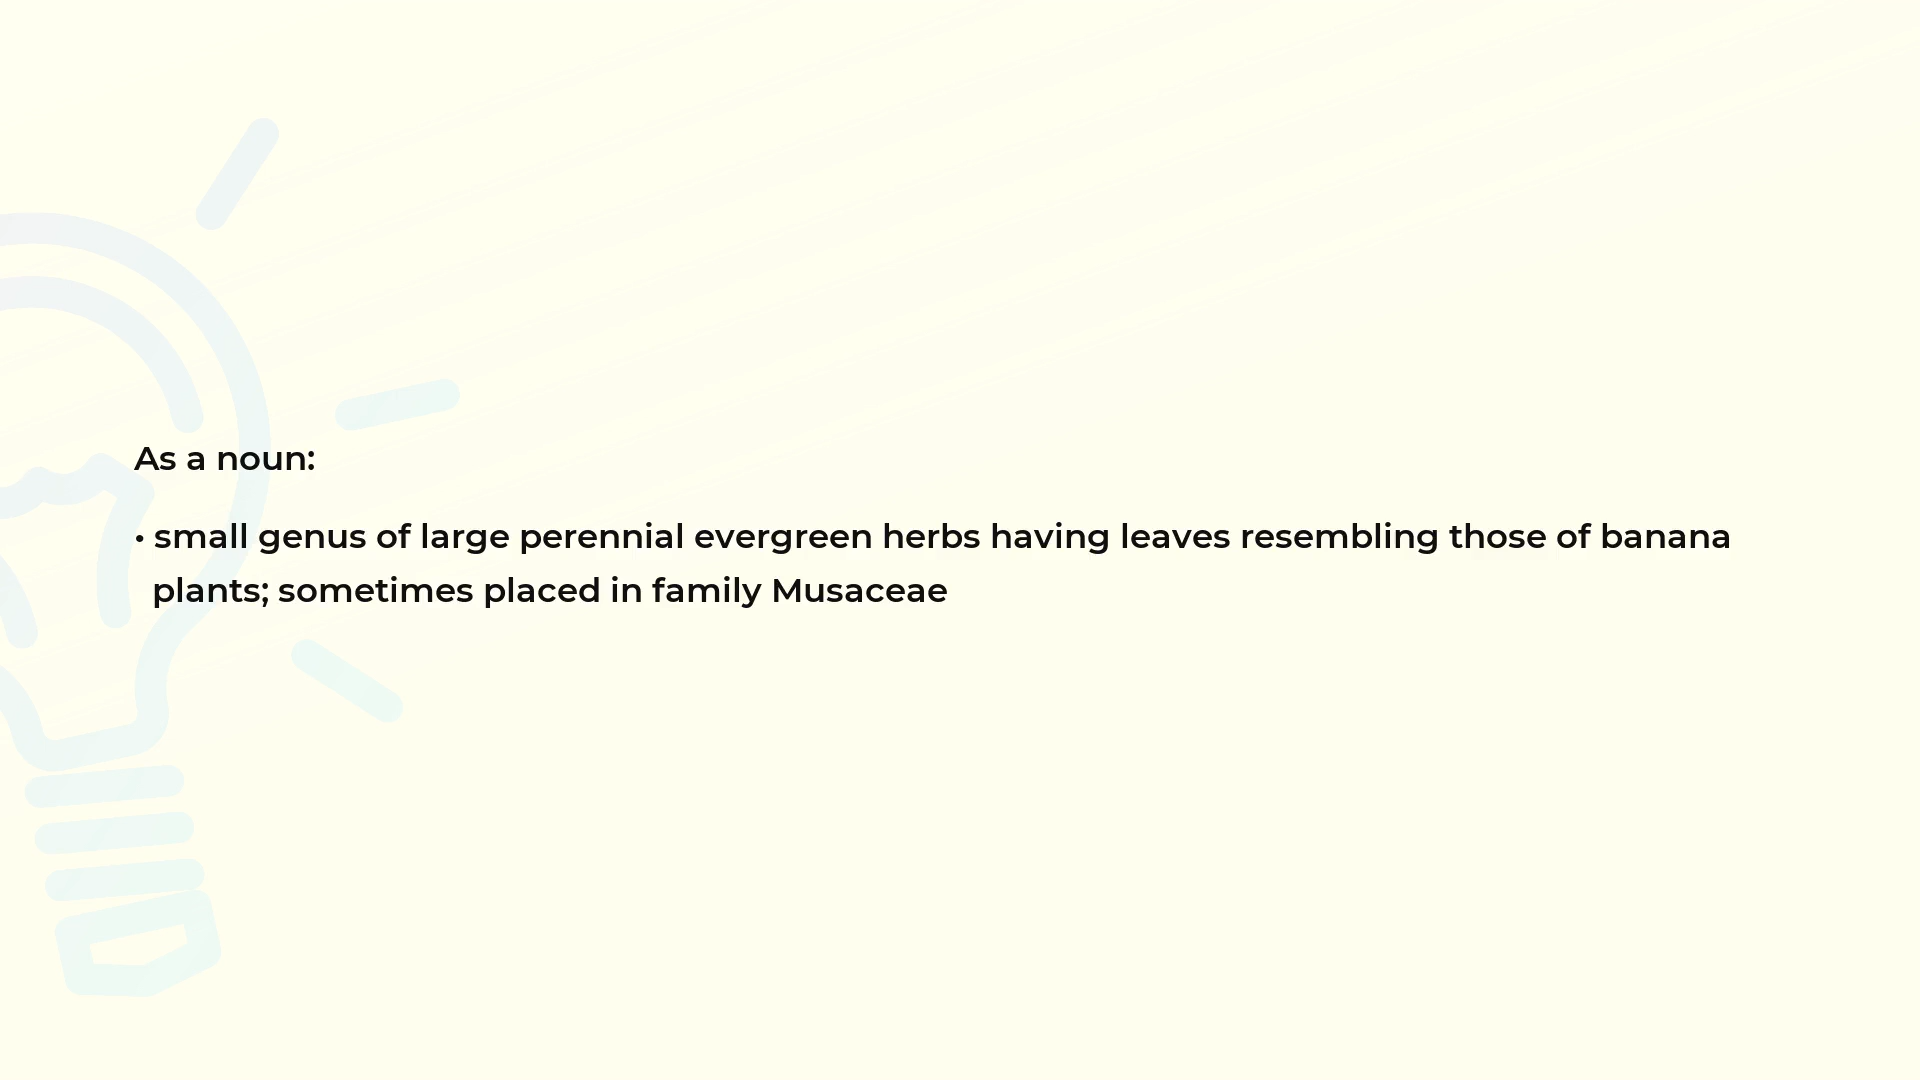 As a noun:
• small genus of large perennial evergreen herbs having leaves resembling those of banana
plants; sometimes placed in family Musaceae